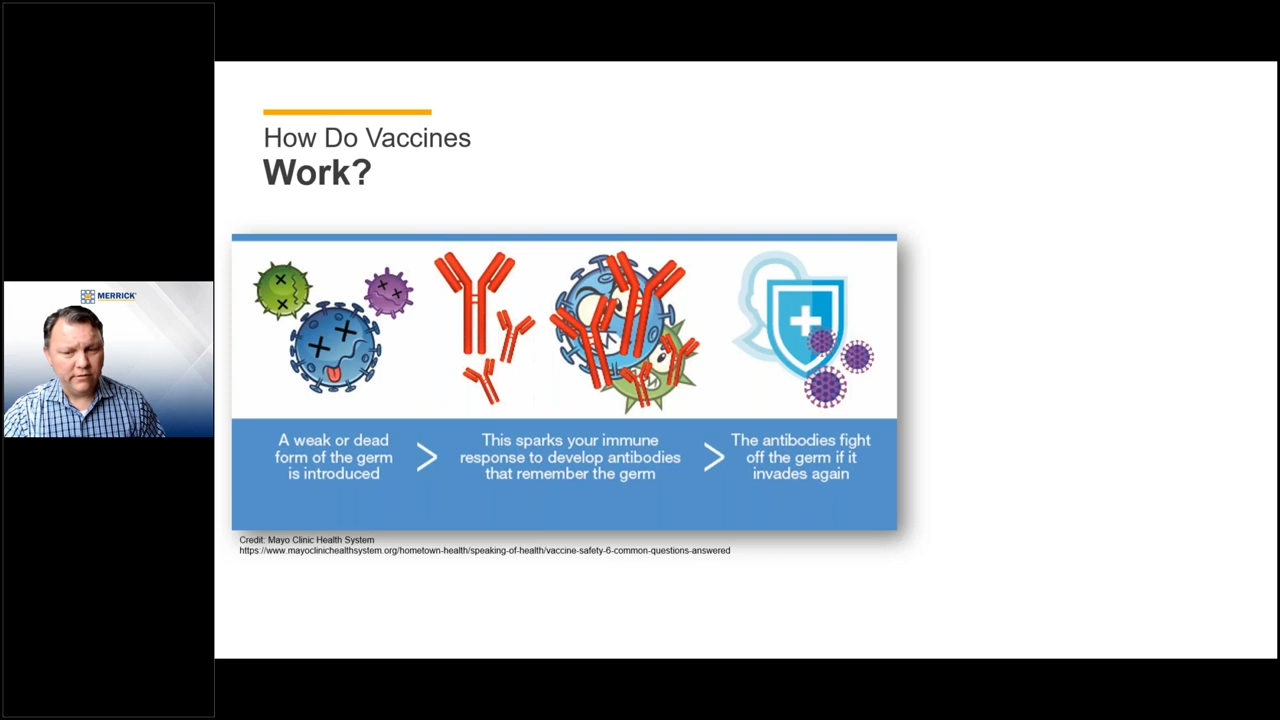 MERRICK
How Do Vaccines
Work?
A weak or dead
form of the germ
is introduced
>
This sparks your immune
response to develop antibodies
that remember the germ
>
The antibodies fight
off the germ if it
invades again
Credit: Mayo Clinic Health System
https://www.mayoclinichealthsystem.org/hometown-health/speaking-of-health/vaccine-safety-6-common-questions-answered